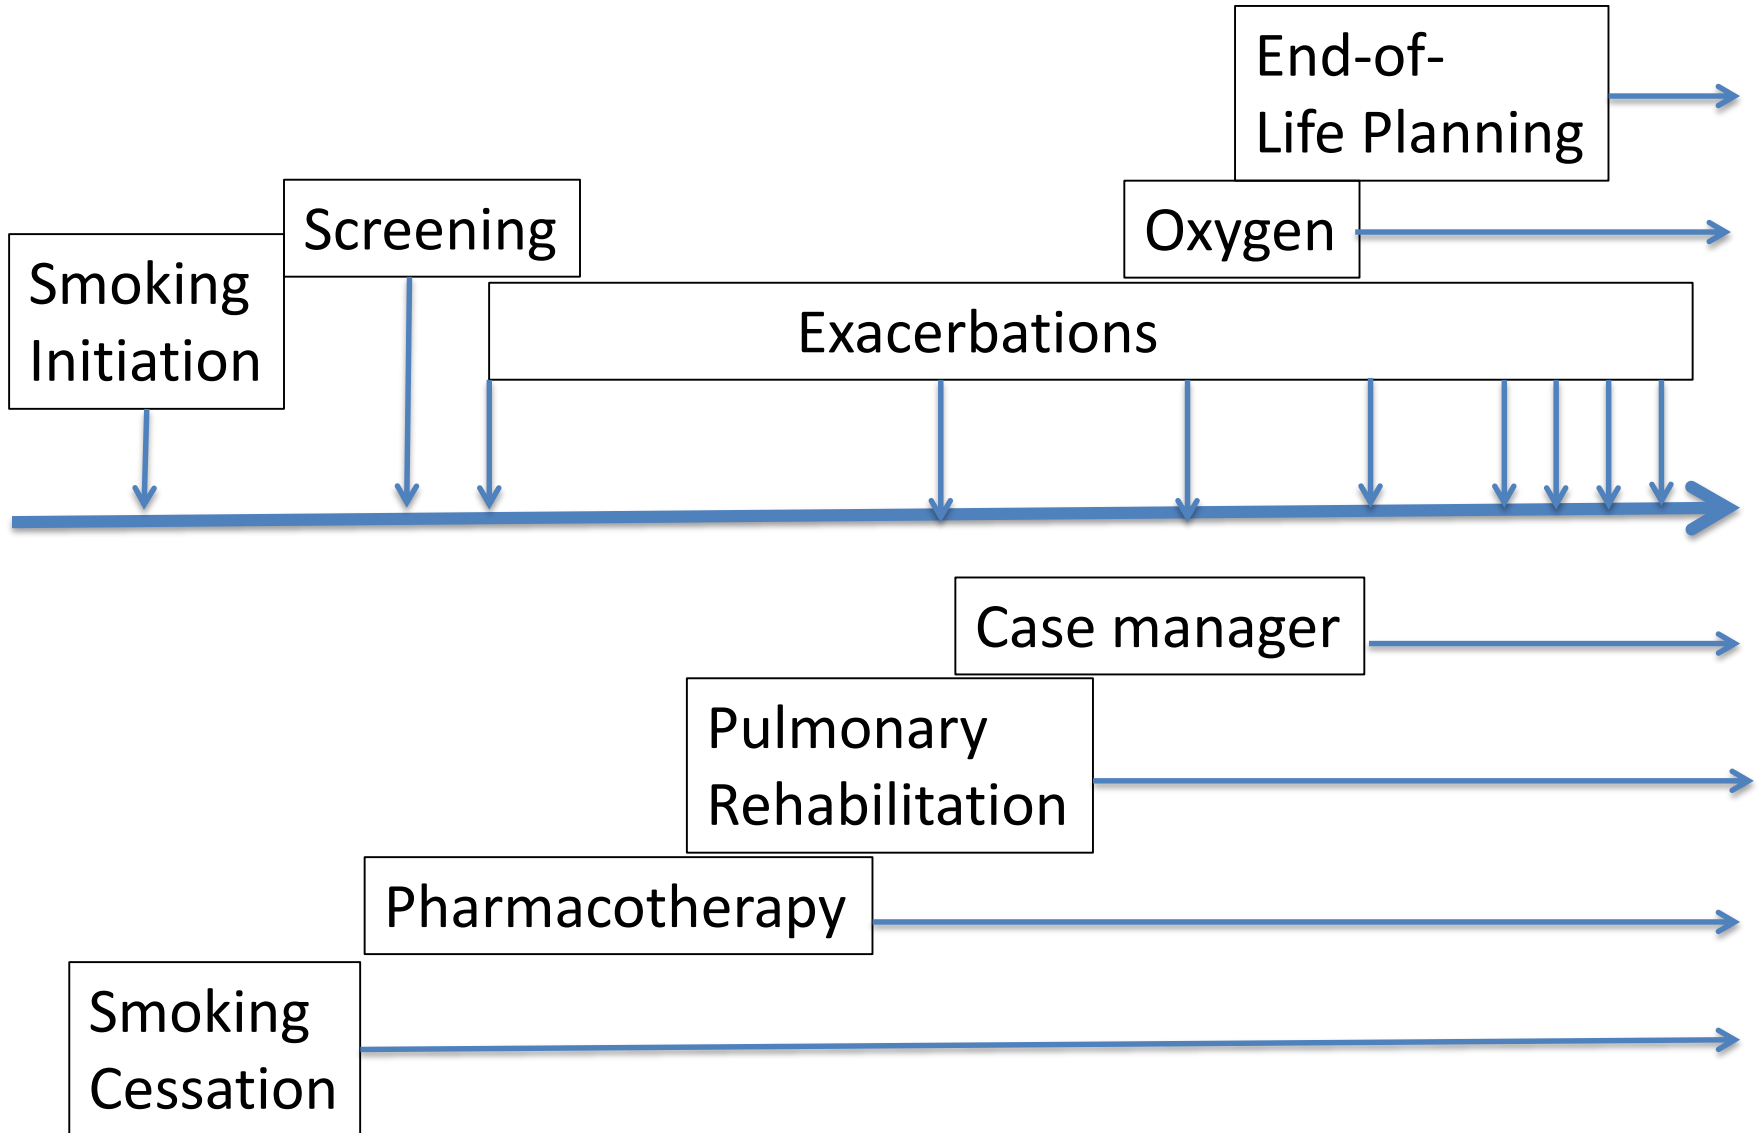 End-of-
Life Planning
Screening
Oxygen
Smoking
Initiation
Exacerbations
Case manager
Pulmonary
Rehabilitation
Pharmacotherapy
Smoking
Cessation